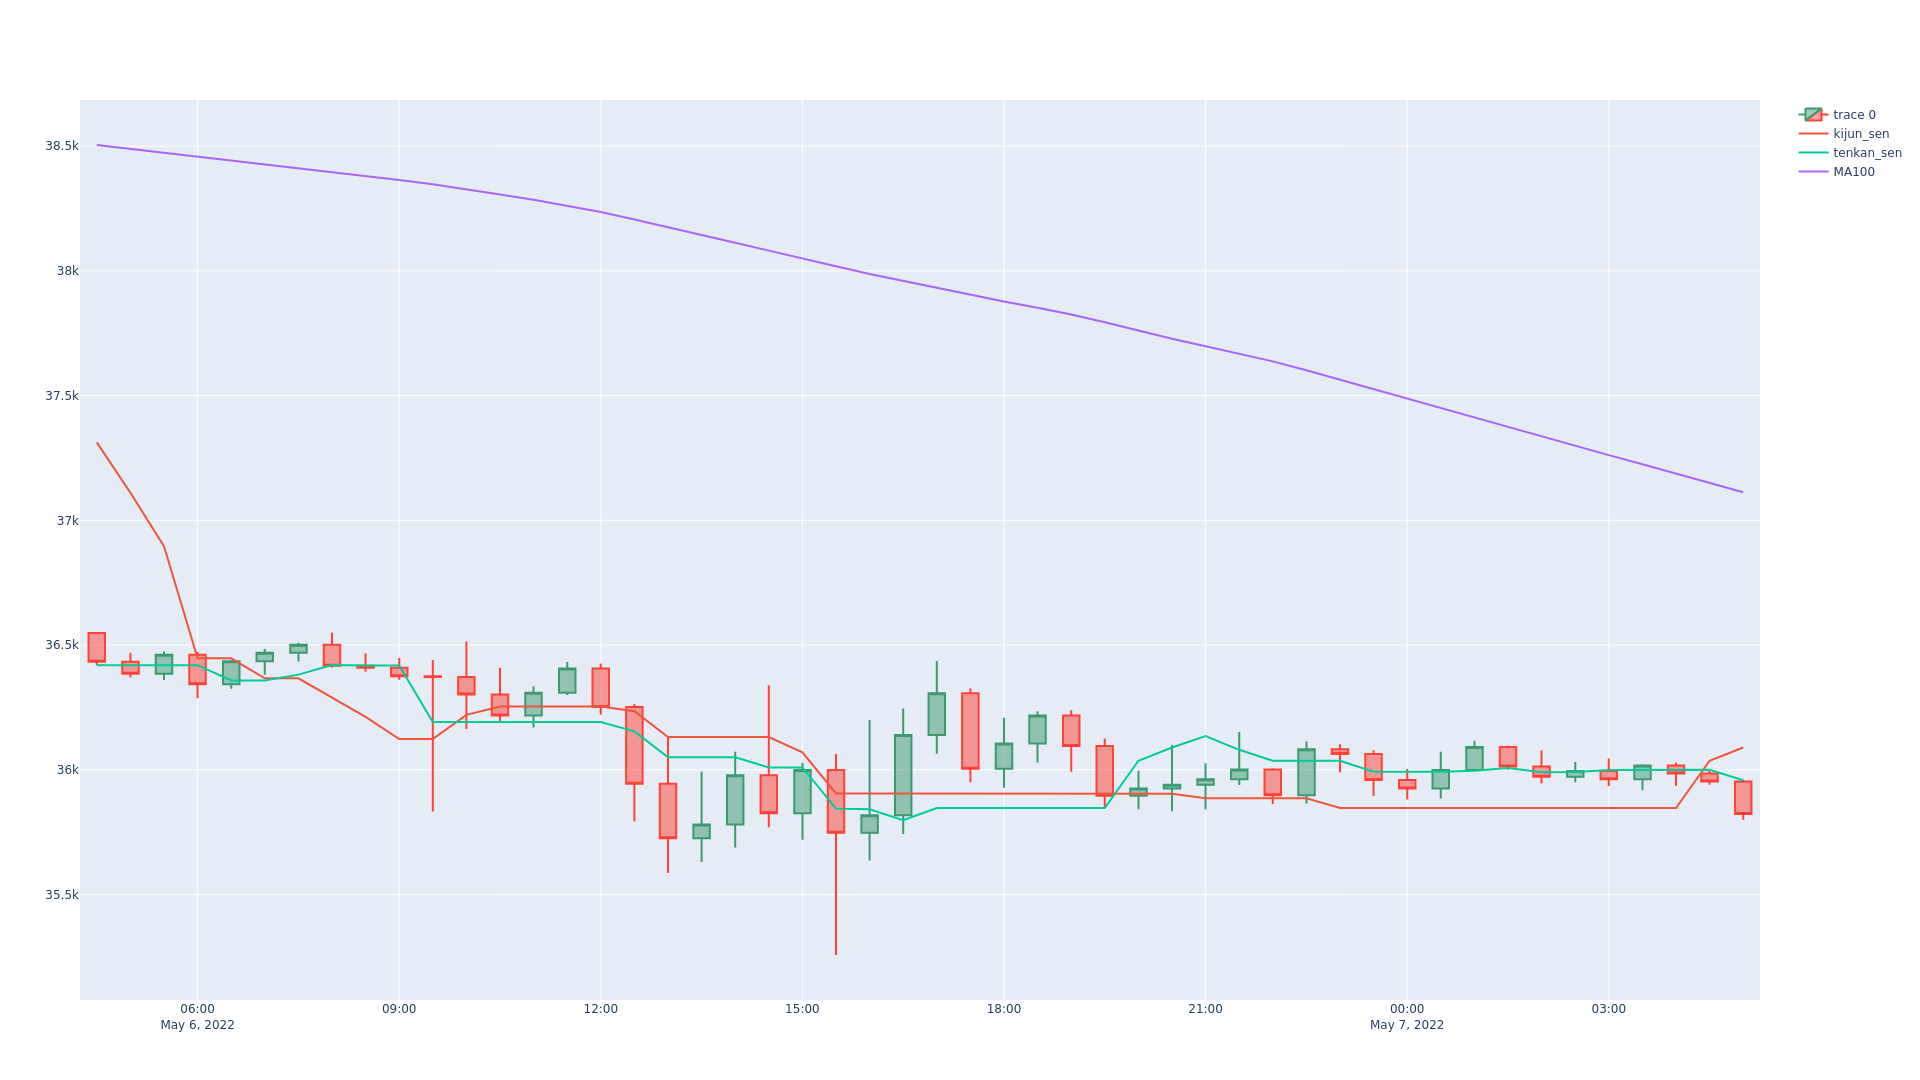 trace 0
kijun_sen
tenkan_sen
MA100
38.5k
38k
37.5k
37k
36.5k
36k
35.5k
06:00 09:00 12:00 15:00 18:00 21:00 00:00 03:00
May 6, 2022 May 7, 2022